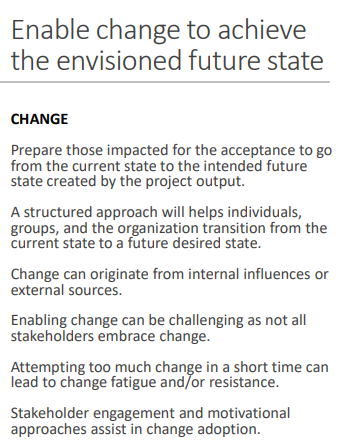 Enable change to achieve
the envisioned future state
CHANGE
Prepare those impacted for the acceptance to go
from the current state to the intended future
state created by the project output.
A structured approach will helps individuals,
groups, and the organization transition from the
current state to a future desired state.
Change can originate from internal influences or
external sources.
Enabling change can be challenging as not all
stakeholders embrace change.
Attempting too much change in a short time can
lead to change fatigue and/or resistance.
Stakeholder engagement and motivational
approaches assist in change adoption.